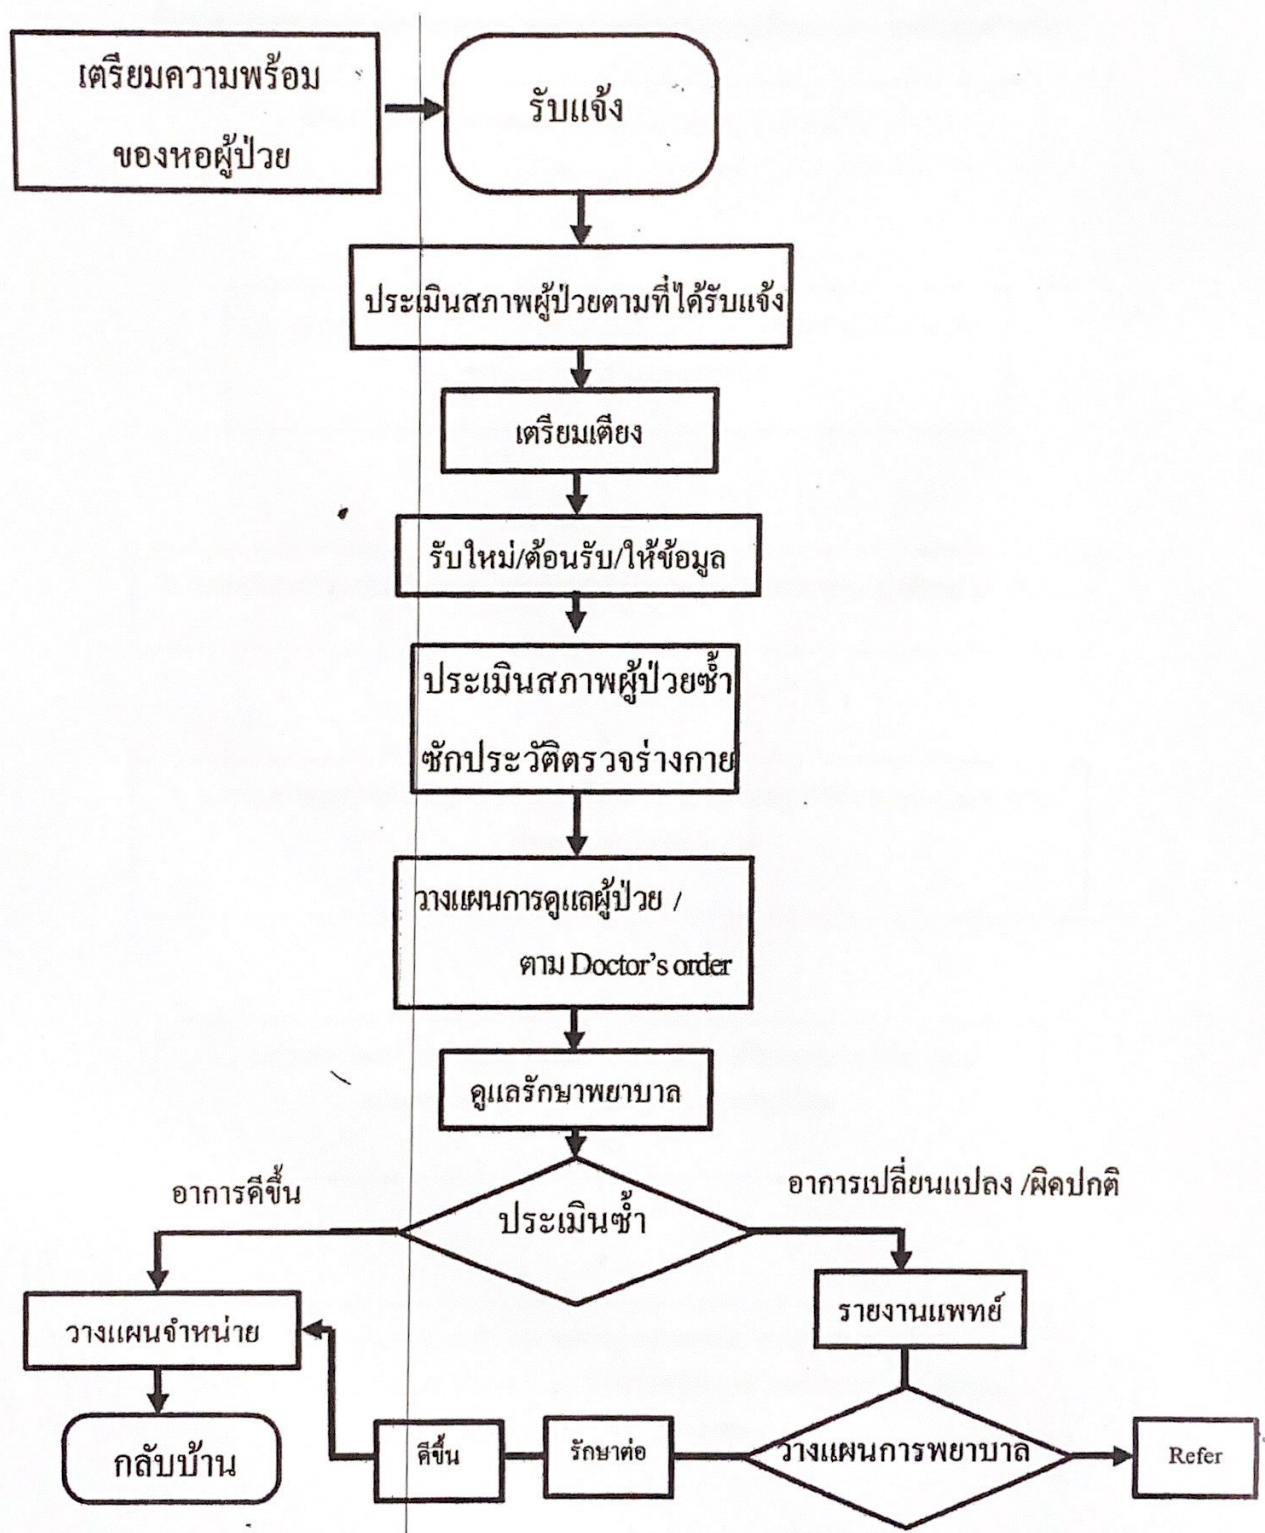 เตรียมความพร้อม
ของหอผู้ป่วย
รับแจ้ง
ประเมินสภาพผู้ป่วยตามที่ได้รับแจ้ง
เตรียมเตียง
รับใหม่/ต้อนรับ/ให้ข้อมูล
ประเมินสภาพผู้ป่วยซ้ำ
ซักประวัติตรวจร่างกาย
วางแผนการดูแลผู้ป่วย /
ตาม Doctor's order
ดูแลรักษาพยาบาล
ประเมินซ้ำ
อาการดีขึ้น
อาการเปลี่ยนแปลง /ผิดปกติ
วางแผนจำหน่าย
รายงานแพทย์
กลับบ้าน
ดีขึ้น
รักษาต่อ
วางแผนการพยาบาล
Refer